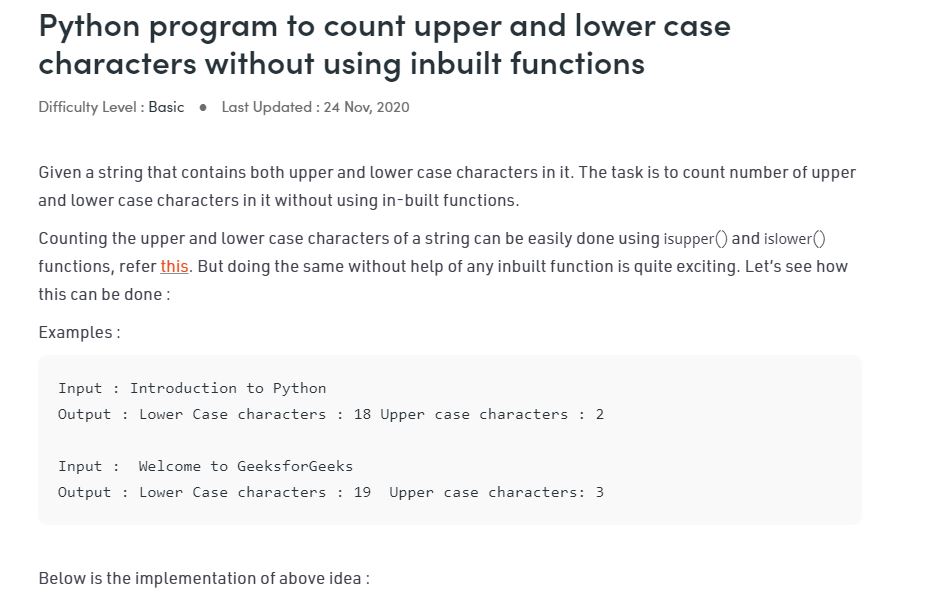 Python program to count upper and lower case
characters without using inbuilt functions
Difficulty Level : Basic ● Last Updated : 24 Nov, 2020
Given a string that contains both upper and lower case characters in it. The task is to count number of upper
and lower case characters in it without using in-built functions.
Counting the upper and lower case characters of a string can be easily done using isupper() and islower()
functions, refer this. But doing the same without help of any inbuilt function is quite exciting. Let's see how
this can be done :
Examples :
Input : Introduction to Python
Output : Lower Case characters : 18 Upper case characters : 2
Input :  Welcome to GeeksforGeeks
Output : Lower Case characters : 19  Upper case characters: 3
Below is the implementation of above idea :